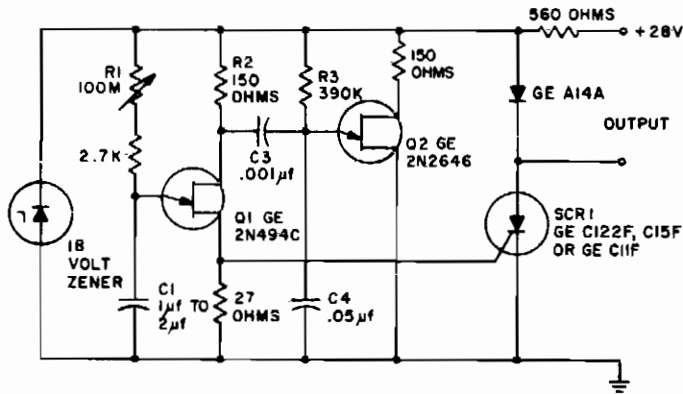 560 OHMS
+28V
R1
100M
R2
150
OHMS
R3
390K
150
OHMS
GE A14A
2.7K
C3
.001μf
Q2 GE
2N2646
OUTPUT
Q1 GE
2N494C
SCR1
GE C122F, C15F
OR GE C11F
18
VOLT
ZENER
C1
1μf TO
2μf
27
OHMS
C4
.05μf